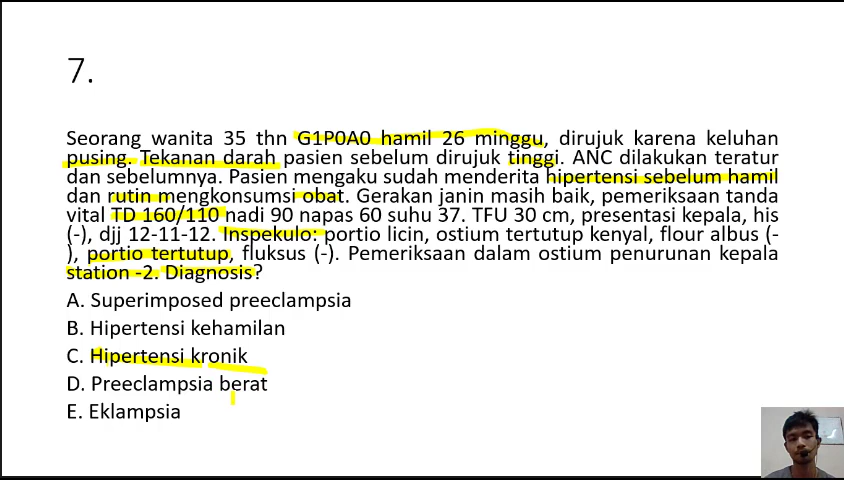 7.
Seorang wanita 35 thn G1P0A0 hamil 26 minggu, dirujuk karena keluhan
pusing. Tekanan darah pasien sebelum dirujuk tinggi. ANC dilakukan teratur
dan sebelumnya. Pasien mengaku sudah menderita hipertensi sebelum hamil
dan rutin mengkonsumsi obat. Gerakan janin masih baik, pemeriksaan tanda
vital TD 160/110 nadi 90 napas 60 suhu 37. TFU 30 cm, presentasi kepala, his
(-), djj 12-11-12. Inspekulo: portio licin, ostium tertutup kenyal, flour albus (-
), portio tertutup, fluksus (-). Pemeriksaan dalam ostium penurunan kepala
station -2. Diagnosis?
A. Superimposed preeclampsia
B. Hipertensi kehamilan
C. Hipertensi kronik
D. Preeclampsia berat
E. Eklampsia